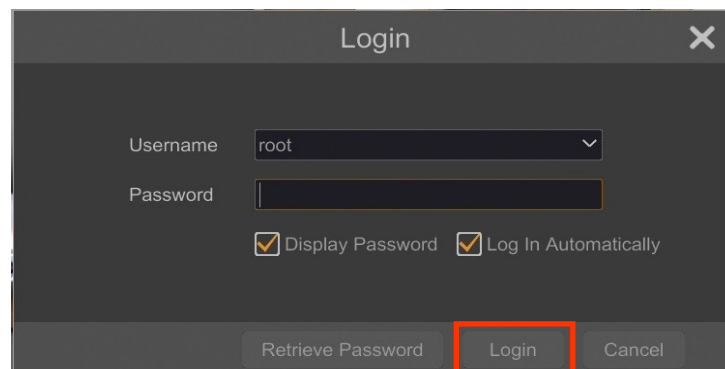 Login
Username root
Password
Display Password Log In Automatically
Retrieve Password Login Cancel